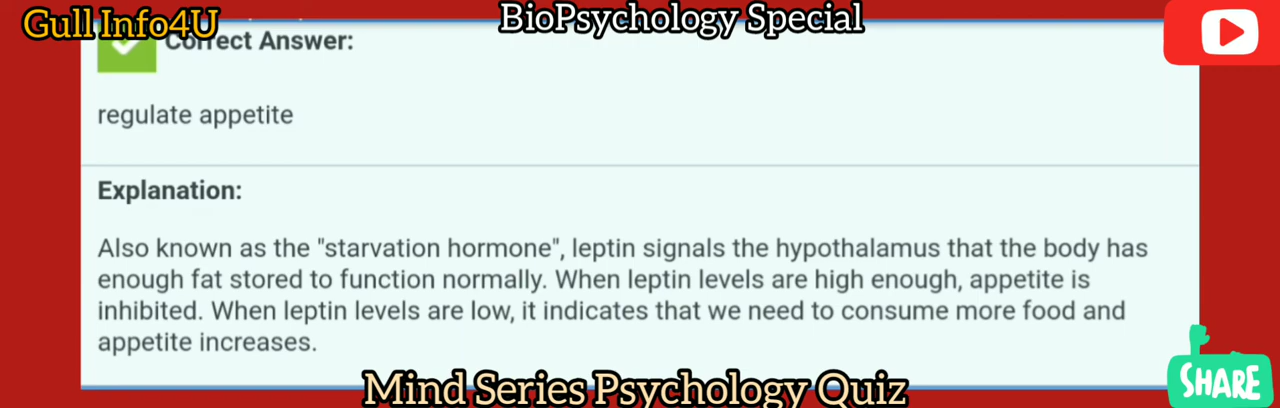 Gull Info4U
BioPsychology Special
Correct Answer:
regulate appetite
Explanation:
Also known as the "starvation hormone", leptin signals the hypothalamus that the body has
enough fat stored to function normally. When leptin levels are high enough, appetite is
inhibited. When leptin levels are low, it indicates that we need to consume more food and
appetite increases.
Mind Series Psychology Quiz
SHARE